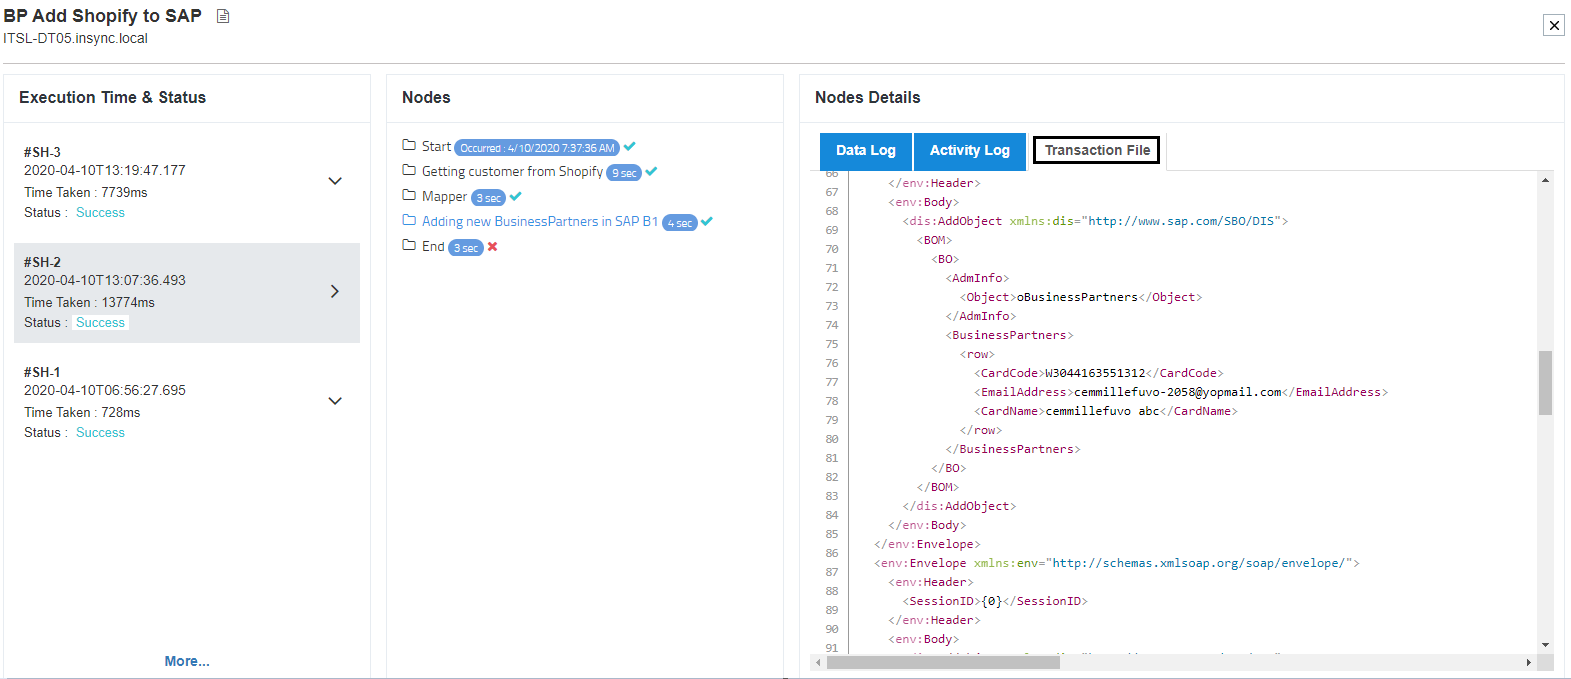 BP Add Shopify to SAP
ITSL-DT05.insync.local
Execution Time & Status
#SH-3
2020-04-10T13:19:47.177
Time Taken : 7739ms
Status : Success
#SH-2
2020-04-10T13:07:36.493
Time Taken : 13774ms
Status : Success
#SH-1
2020-04-10T06:56:27.695
Time Taken : 728ms
Status : Success
More...
Nodes
Start Occurred : 4/10/2020 7:37:36 AM
Getting customer from Shopify 9 sec
Mapper 3 sec
Adding new BusinessPartners in SAP B1 4 sec
End 3 sec
Nodes Details
Data Log Activity Log Transaction File
66
67 </env:Header>
68 <env:Body>
69 <dis:AddObject xmlns:dis="http://www.sap.com/SBO/DIS">
70 <BOM>
71 <BO>
72 <AdmInfo>
73 <Object>oBusinessPartners</Object>
74 </AdmInfo>
75 <BusinessPartners>
76 <row>
77 <CardCode>W3044163551312</CardCode>
78 <EmailAddress>cemmillefuvo-2058@yopmail.com</EmailAddress>
79 <CardName>cemmillefuvo abc</CardName>
80 </row>
81 </BusinessPartners>
82 </BO>
83 </BOM>
84 </dis:AddObject>
85 </env:Body>
86 </env:Envelope>
87 <env:Envelope xmlns:env="http://schemas.xmlsoap.org/soap/envelope/">
88 <env:Header>
89 <SessionID>{0}</SessionID>
90 </env:Header>
91 <env:Body>